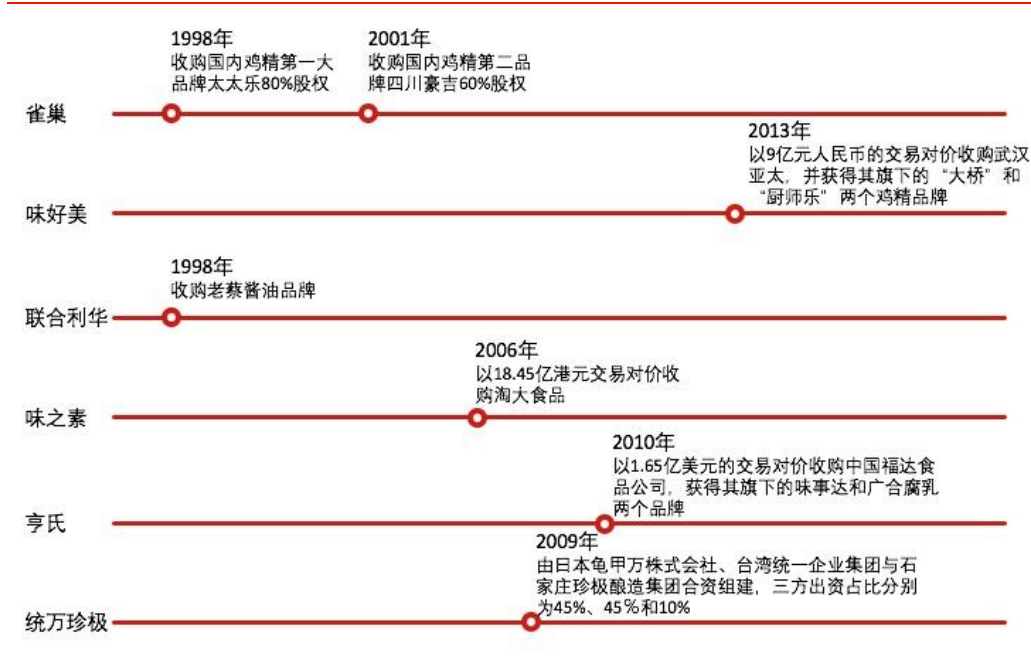 1998年
收购国内鸡精第一大
品牌太太乐80%股权
2001年
收购国内鸡精第二品
牌四川豪吉60%股权
雀巢
2013年
以9亿元人民币的交易对价收购武汉
亚太，并获得其旗下的“大桥”和
“厨师乐”两个鸡精品牌
味好美
1998年
收购老蔡酱油品牌
联合利华
2006年
以18.45亿港元交易对价收
购淘大食品
味之素
2010年
以1.65亿美元的交易对价收购中国福达食
品公司，获得其旗下的味事达和广合腐乳
两个品牌
亨氏
2009年
由日本龟甲万株式会社、台湾统一企业集团与石
家庄珍极酿造集团合资组建，三方出资占比分别
为45%、45%和10%
统万珍极